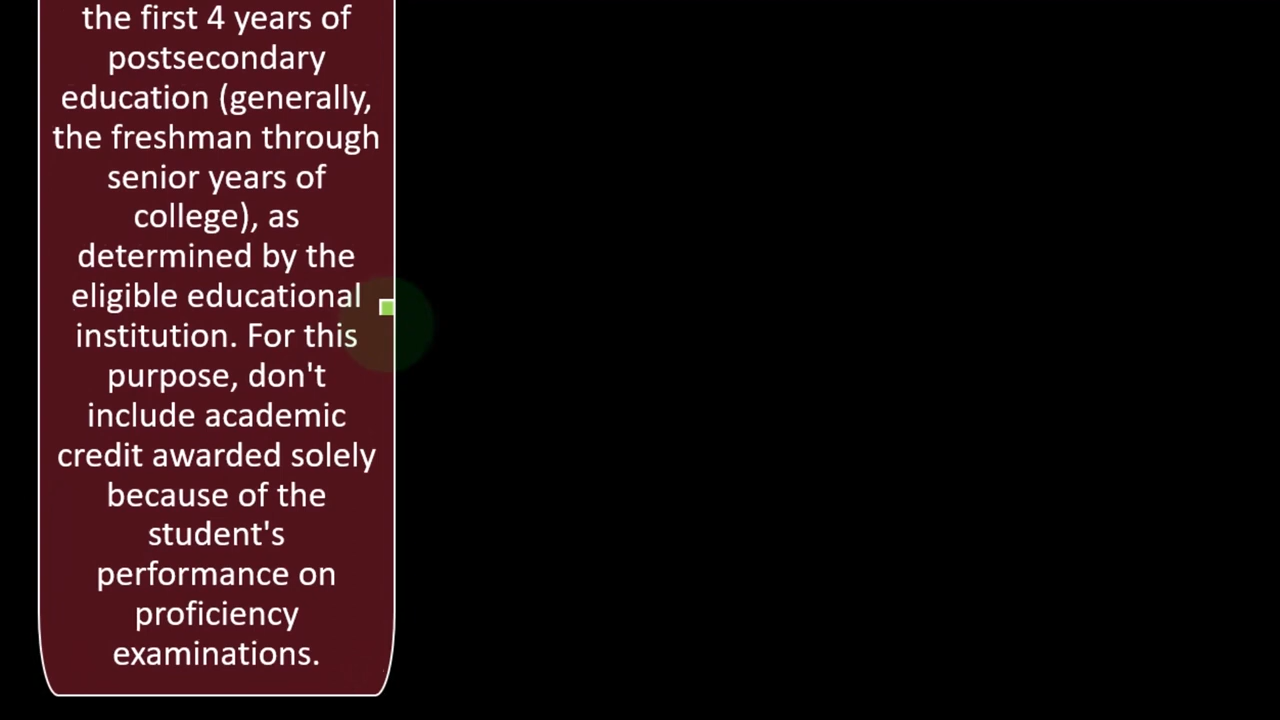 the first 4 years of
postsecondary
education (generally,
the freshman through
senior years of
college), as
determined by the
eligible educational
institution. For this
purpose, don't
include academic
credit awarded solely
because of the
student's
performance on
proficiency
examinations.